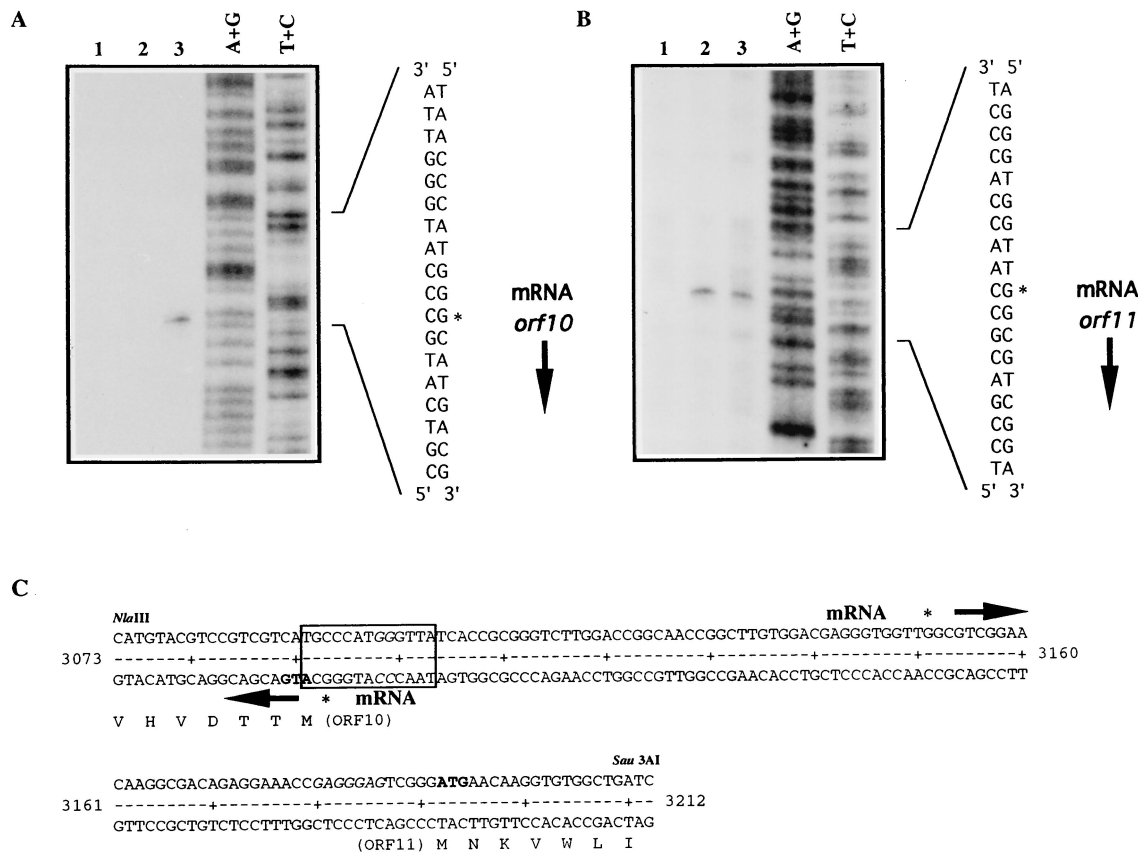 A
1 2 3 A+G T+C
3' 5'
AT
TA
TA
GC
GC
GC
TA
AT
CG
CG
CG *
GC
TA
AT
CG
TA
GC
CG
5' 3'
mRNA
orf10
B
1 2 3 A+G T+C
3' 5'
TA
CG
CG
CG
AT
CG
CG
AT
AT
CG *
CG
GC
CG
AT
GC
CG
CG
TA
5' 3'
mRNA
orf11
C
NlaIII mRNA *
CATGTACGTCCGTCGTCATGCCCATGGGTTATCACCGCGGGTCTTGGACCGGCAACCGGCTTGTGGACGAGGGTGGTTGGCGTCGGAA
3073 -------+---------+---------+---------+---------+---------+---------+---------+---------+ 3160
GTACATGCAGGCAGCAGTACGGGTACCCAATAGTGGCGCCCAGAACCTGGCCGTTGGCCGAACACCTGCTCCCACCAACCGCAGCCTT
* mRNA
V H V D T T M (ORF10)
Sau 3AI
CAAGGCGACAGAGGAAACCGAGGGAGTCGGGATGAACAAGGTGTGGCTGATC
3161 ---------+---------+---------+---------+---------+-- 3212
GTTCCGCTGTCTCCTTTGGCTCCCTCAGCCCTACTTGTTCCACACCGACTAG
(ORF11) M N K V W L I